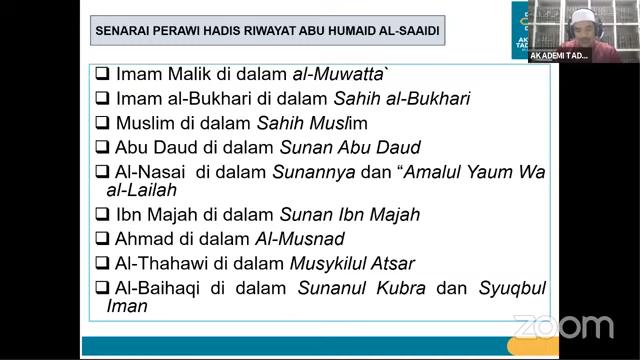 SENARAI PERAWI HADIS RIWAYAT ABU HUMAID AL-SAAIDI
AKADEMI TAD...
❑ Imam Malik di dalam al-Muwatta`
❑ Imam al-Bukhari di dalam Sahih al-Bukhari
❑ Muslim di dalam Sahih Muslim
❑ Abu Daud di dalam Sunan Abu Daud
❑ Al-Nasai di dalam Sunannya dan “Amalul Yaum Wa
al-Lailah
❑ Ibn Majah di dalam Sunan Ibn Majah
❑ Ahmad di dalam Al-Musnad
❑ Al-Thahawi di dalam Musykilul Atsar
❑ Al-Baihaqi di dalam Sunanul Kubra dan Syuqbul
Iman
zoom